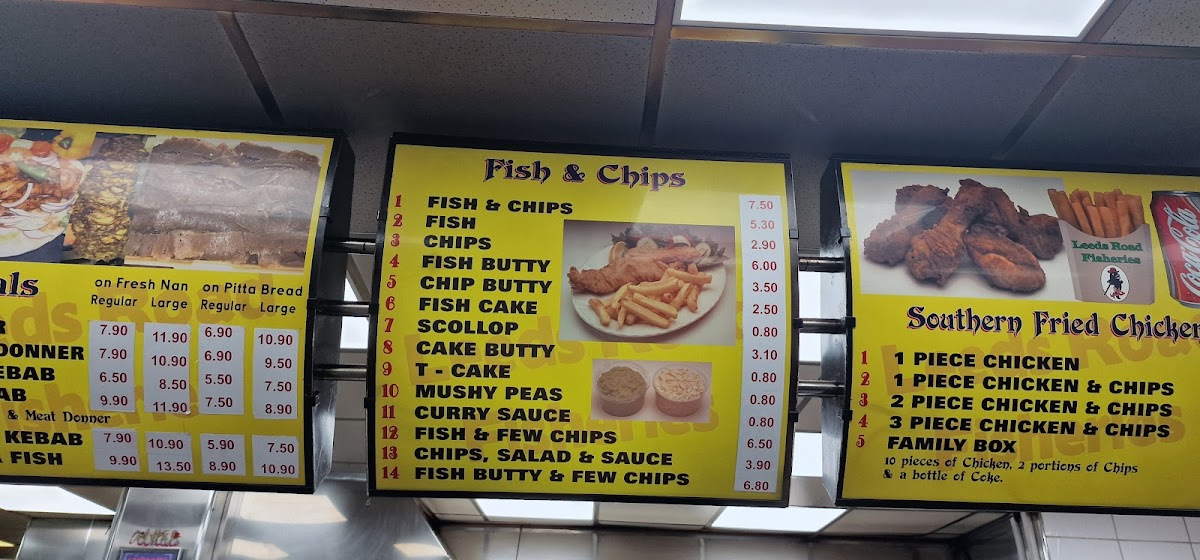 als
on Fresh Nan
Regular Large
on Pitta Bread
Regular Large
7.90 11.90 6.90 10.90
DONNER 7.90 10.90 6.90 9.50
EBAB 6.50 8.50 5.50 7.50
AB 9.90 11.90 7.50 8.90
& Meat Donner
KEBAB 7.90 10.90 5.90 7.50
FISH 9.90 13.50 8.90 10.90
Fish & Chips
1 FISH & CHIPS 7.50
2 FISH 5.30
3 CHIPS 2.90
4 FISH BUTTY 6.00
5 CHIP BUTTY 3.50
6 FISH CAKE 2.50
7 SCOLLOP 0.80
8 CAKE BUTTY 3.10
9 T - CAKE 0.80
10 MUSHY PEAS 0.80
11 CURRY SAUCE 0.80
12 FISH & FEW CHIPS 6.50
13 CHIPS, SALAD & SAUCE 3.90
14 FISH BUTTY & FEW CHIPS 6.80
Leeds Road
Fisheries
Coca-Cola
Southern Fried Chicken
1 1 PIECE CHICKEN
2 1 PIECE CHICKEN & CHIPS
3 2 PIECE CHICKEN & CHIPS
4 3 PIECE CHICKEN & CHIPS
5 FAMILY BOX
10 pieces of Chicken, 2 portions of Chips
& a bottle of Coke.